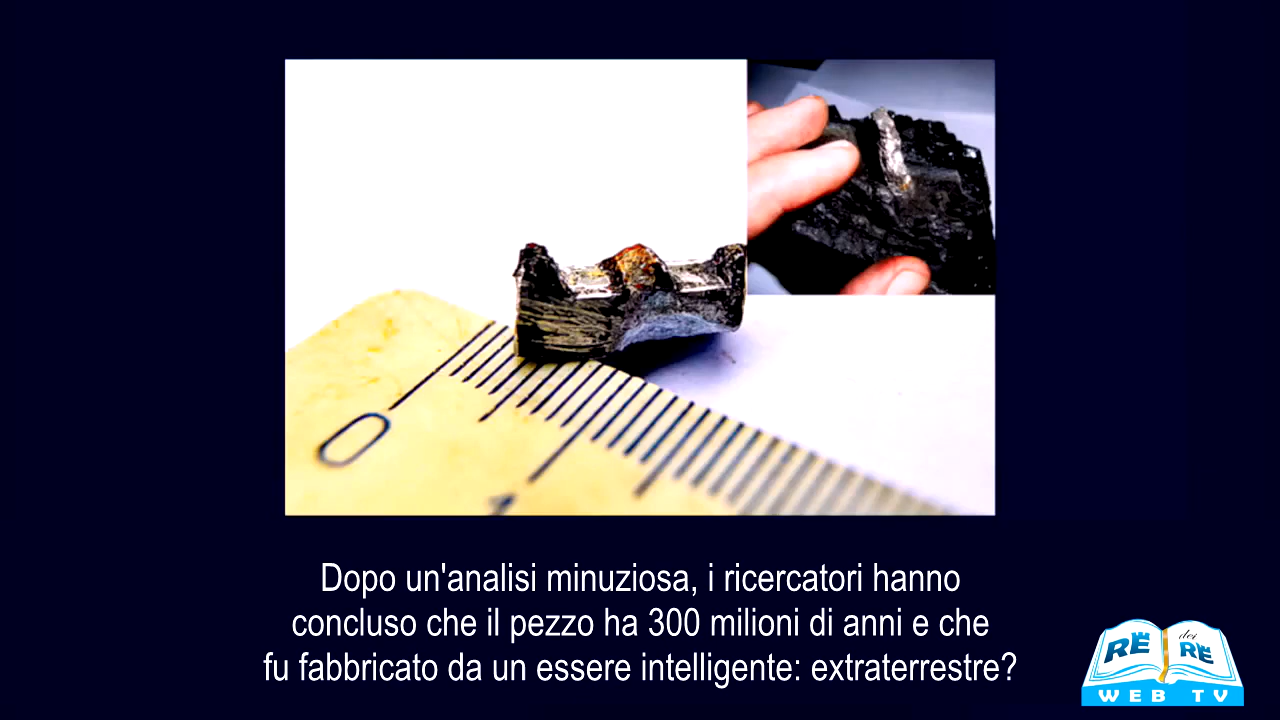 0
1
Dopo un'analisi minuziosa, i ricercatori hanno
concluso che il pezzo ha 300 milioni di anni e che
fu fabbricato da un essere intelligente: extraterrestre?
RE dei RE
WEB TV